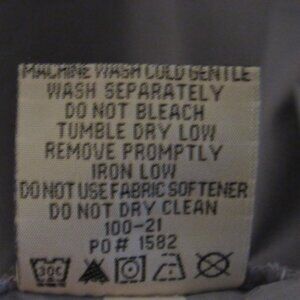 MACHINE WASH COLD GENTLE
WASH SEPARATELY
DO NOT BLEACH
TUMBLE DRY LOW
REMOVE PROMPTLY
IRON LOW
DO NOT USE FABRIC SOFTENER
DO NOT DRY CLEAN
100-21
PO# 1582
30C